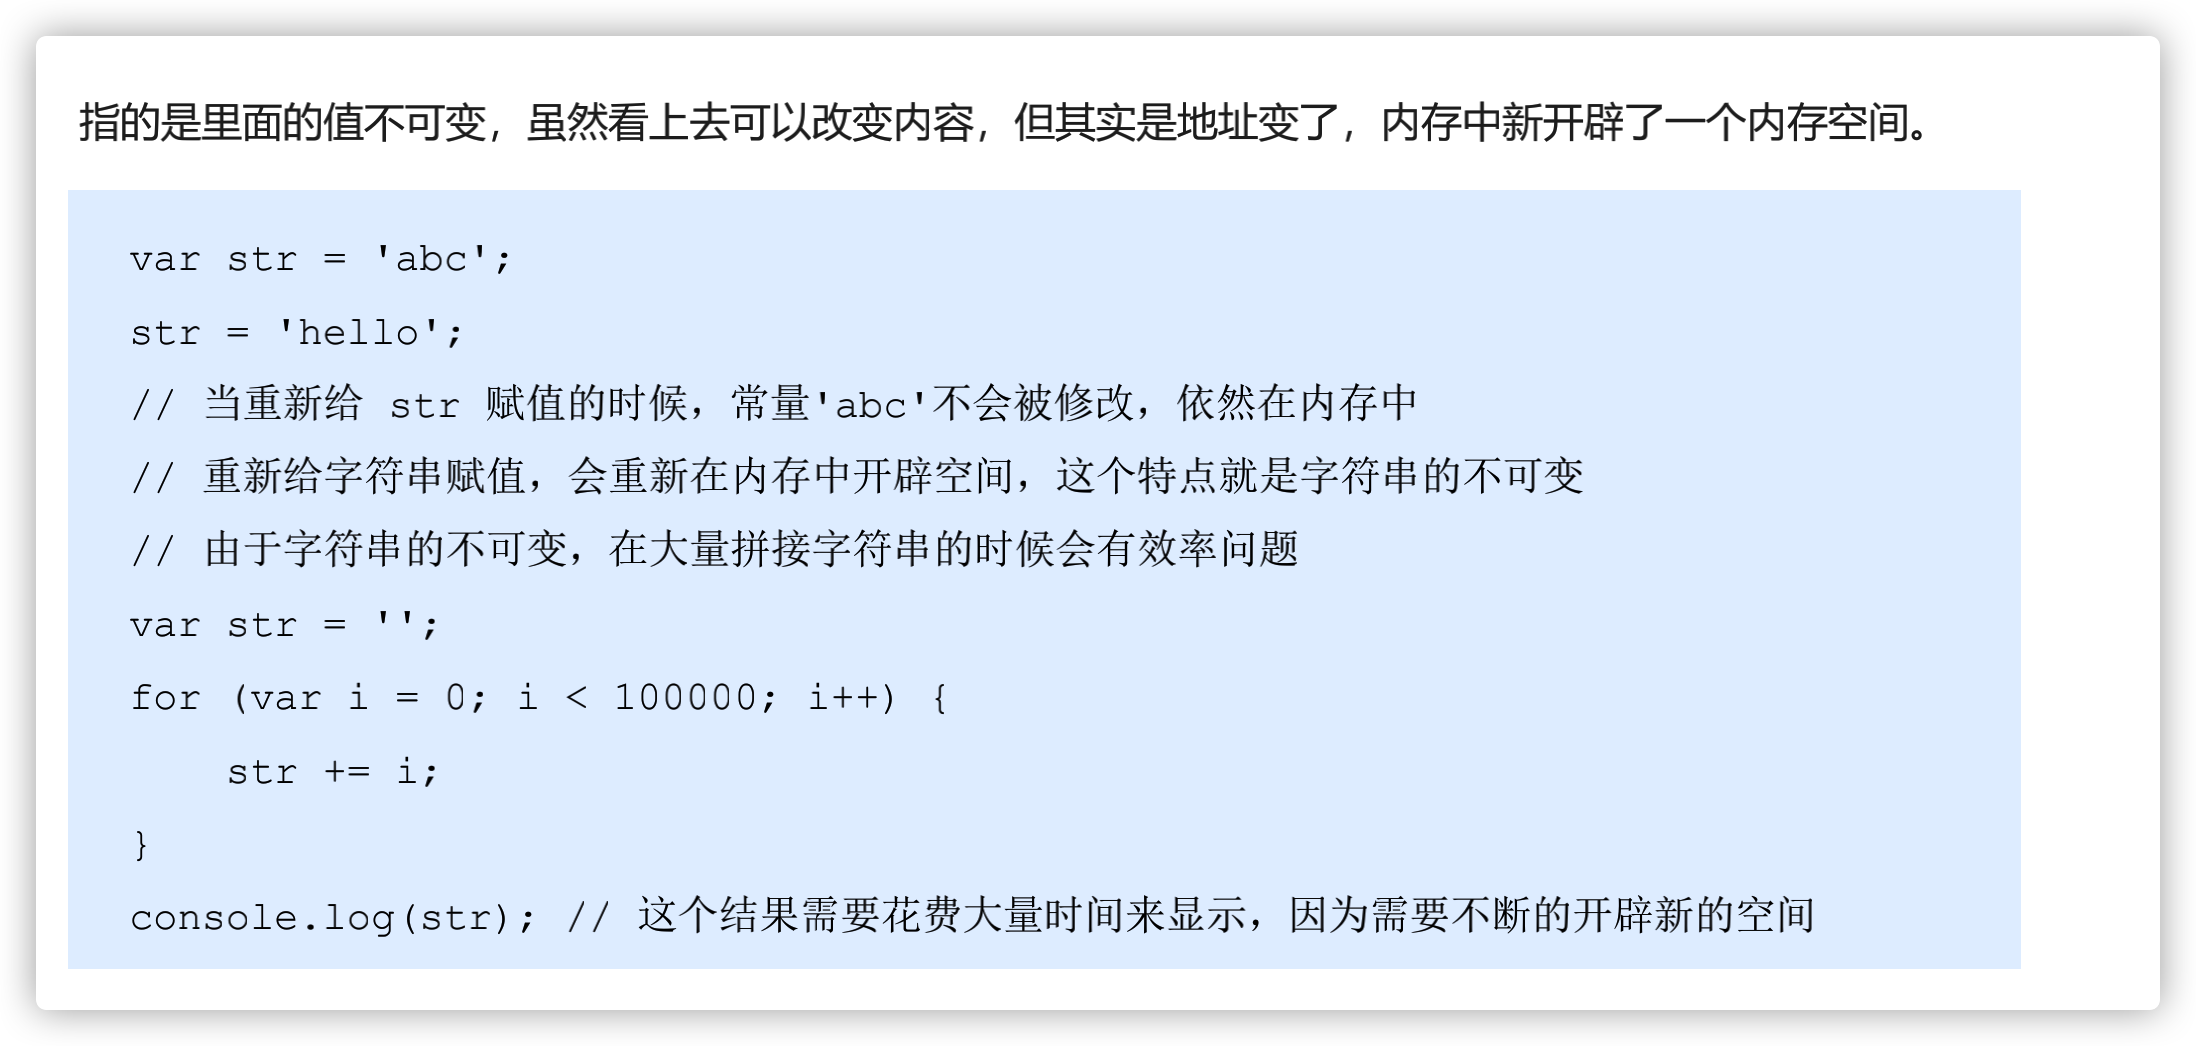 指的是里面的值不可变，虽然看上去可以改变内容，但其实是地址变了，内存中新开辟了一个内存空间。
var str = 'abc';
str = 'hello';
// 当重新给 str 赋值的时候，常量'abc'不会被修改，依然在内存中
// 重新给字符串赋值，会重新在内存中开辟空间，这个特点就是字符串的不可变
// 由于字符串的不可变，在大量拼接字符串的时候会有效率问题
var str = '';
for (var i = 0; i < 100000; i++) {
    str += i;
}
console.log(str); // 这个结果需要花费大量时间来显示，因为需要不断的开辟新的空间